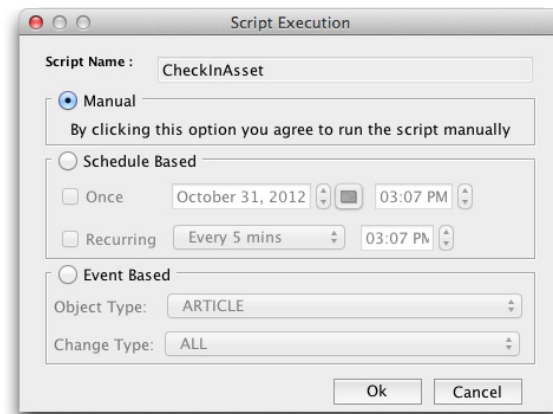 Script Execution
Script Name : CheckInAsset
Manual
By clicking this option you agree to run the script manually
Schedule Based
Once October 31, 2012 03:07 PM
Recurring Every 5 mins 03:07 PM
Event Based
Object Type: ARTICLE
Change Type: ALL
Ok Cancel